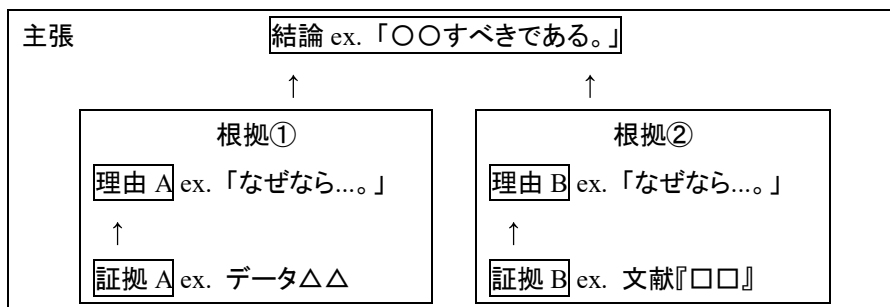 主張
結論 ex. 「○○すべきである。」
↑ ↑
根拠①
理由 A ex. 「なぜなら...。」
↑
証拠 A ex. データ△△
根拠②
理由 B ex. 「なぜなら...。」
↑
証拠 B ex. 文献『□□』